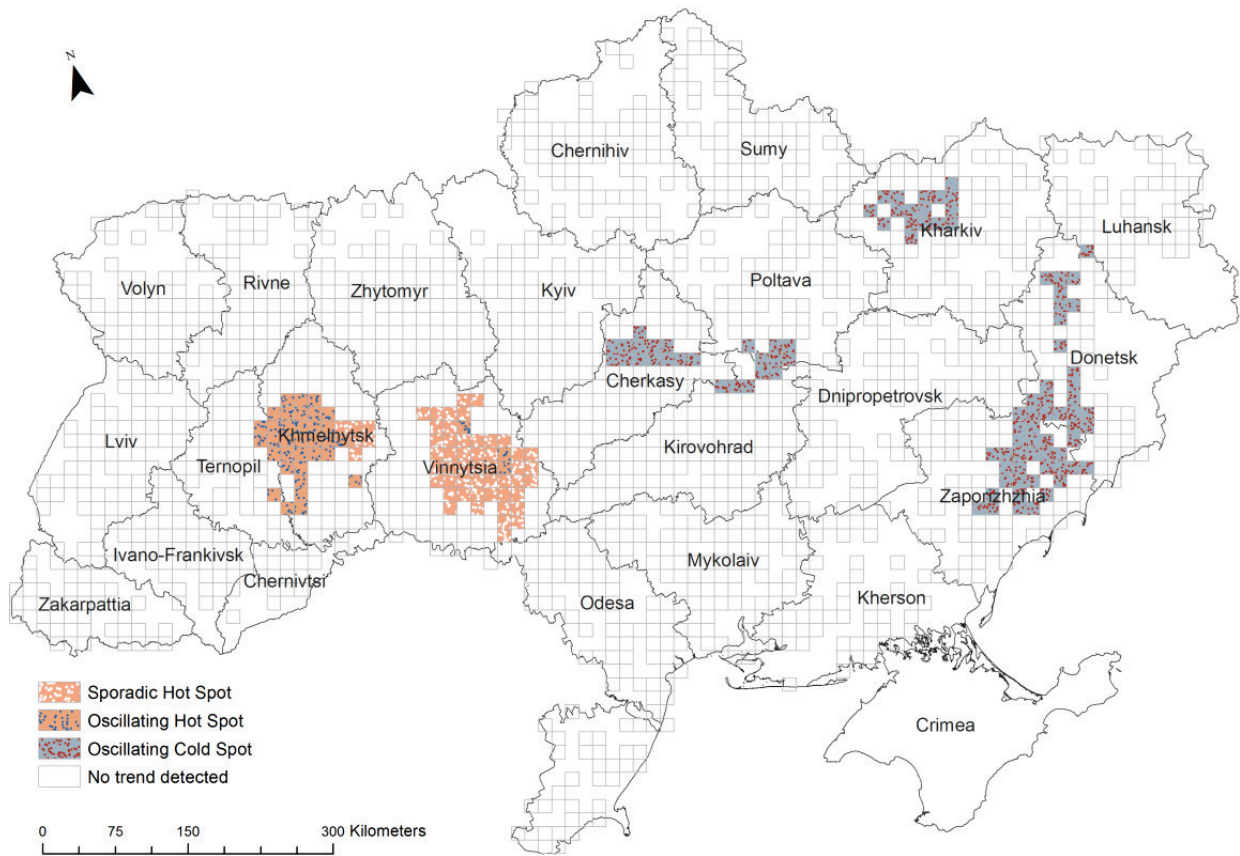 N
Chernihiv
Sumy
Kharkiv
Luhansk
Volyn
Rivne
Zhytomyr
Kyiv
Poltava
Cherkasy
Donetsk
Dnipropetrovsk
Lviv
Khmelnytsk
Ternopil
Vinnytsia
Kirovohrad
Zaporizhzhia
Ivano-Frankivsk
Chernivtsi
Mykolaiv
Zakarpattia
Odesa
Kherson
Crimea
Sporadic Hot Spot
Oscillating Hot Spot
Oscillating Cold Spot
No trend detected
0 75 150 300 Kilometers